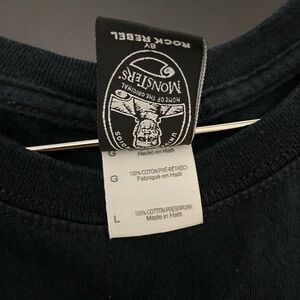 BY
ROCK REBEL
HOME OF THE ORIGINAL
MONSTERS
G
Hecho en Haiti
G
100% COTON PRÉ-RÉTRÉCI
Fabriqué en Haïti
L
100% COTTON PRESHRUNK
Made in Haiti